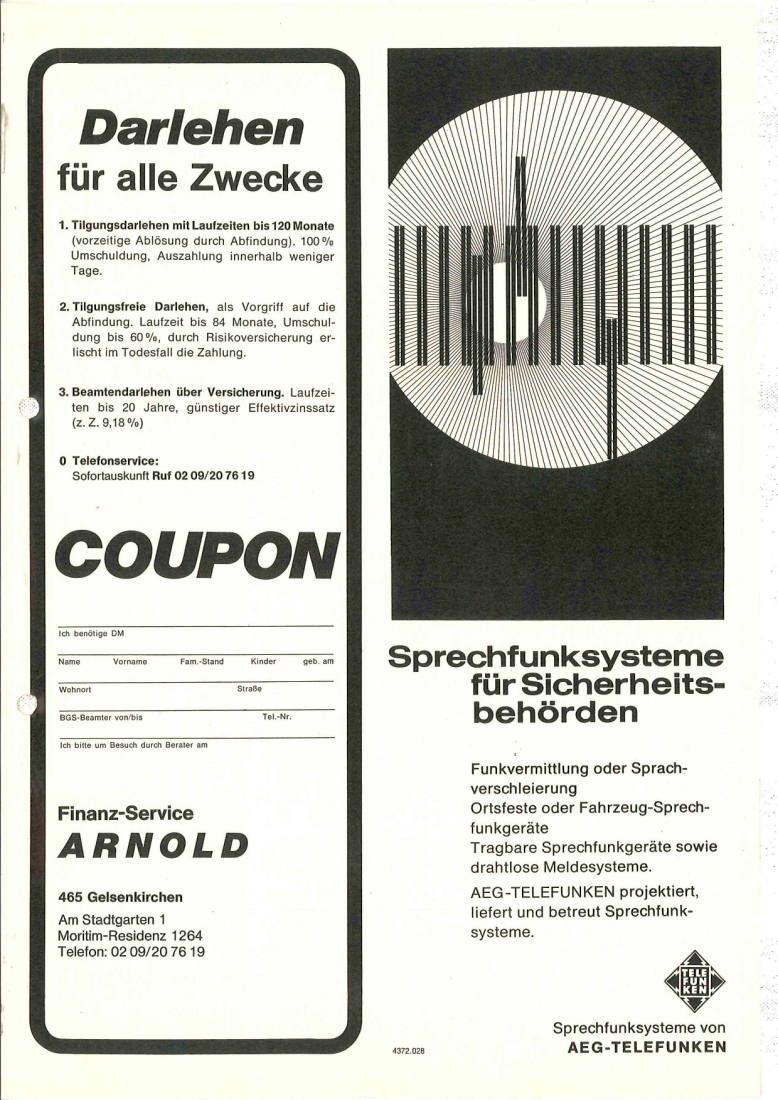 Darlehen
für alle Zwecke
1. Tilgungsdarlehen mit Laufzeiten bis 120 Monate
(vorzeitige Ablösung durch Abfindung). 100 %
Umschuldung, Auszahlung innerhalb weniger
Tage.
2. Tilgungsfreie Darlehen, als Vorgriff auf die
Abfindung. Laufzeit bis 84 Monate, Umschul-
dung bis 60 %, durch Risikoversicherung er-
lischt im Todesfall die Zahlung.
3. Beamtendarlehen über Versicherung. Laufzei-
ten bis 20 Jahre, günstiger Effektivzinssatz
(z. Z. 9,18 %)
0 Telefonservice:
Sofortauskunft Ruf 02 09/20 76 19
COUPON
Ich benötige DM
Name Vorname Fam.-Stand Kinder geb. am
Wohnort Straße
BGS-Beamter von/bis Tel.-Nr.
Ich bitte um Besuch durch Berater am
Finanz-Service
ARNOLD
465 Gelsenkirchen
Am Stadtgarten 1
Moritim-Residenz 1264
Telefon: 02 09/20 76 19
Sprechfunksysteme
für Sicherheits-
behörden
Funkvermittlung oder Sprach-
verschleierung
Ortsfeste oder Fahrzeug-Sprech-
funkgeräte
Tragbare Sprechfunkgeräte sowie
drahtlose Meldesysteme.
AEG-TELEFUNKEN projektiert,
liefert und betreut Sprechfunk-
systeme.
TELE
FUN
KEN
Sprechfunksysteme von
AEG-TELEFUNKEN
4372.028